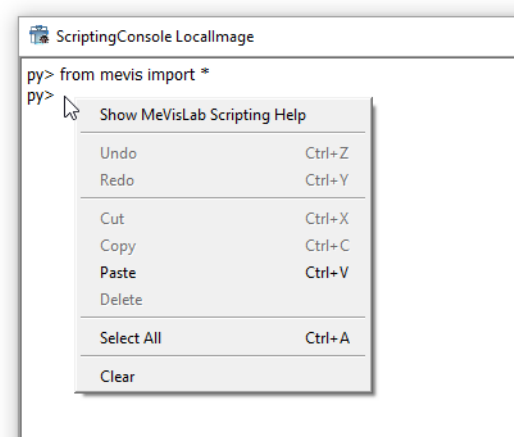 ScriptingConsole LocalImage
py> from mevis import *
py>
Show MeVisLab Scripting Help
Undo Ctrl+Z
Redo Ctrl+Y
Cut Ctrl+X
Copy Ctrl+C
Paste Ctrl+V
Delete
Select All Ctrl+A
Clear